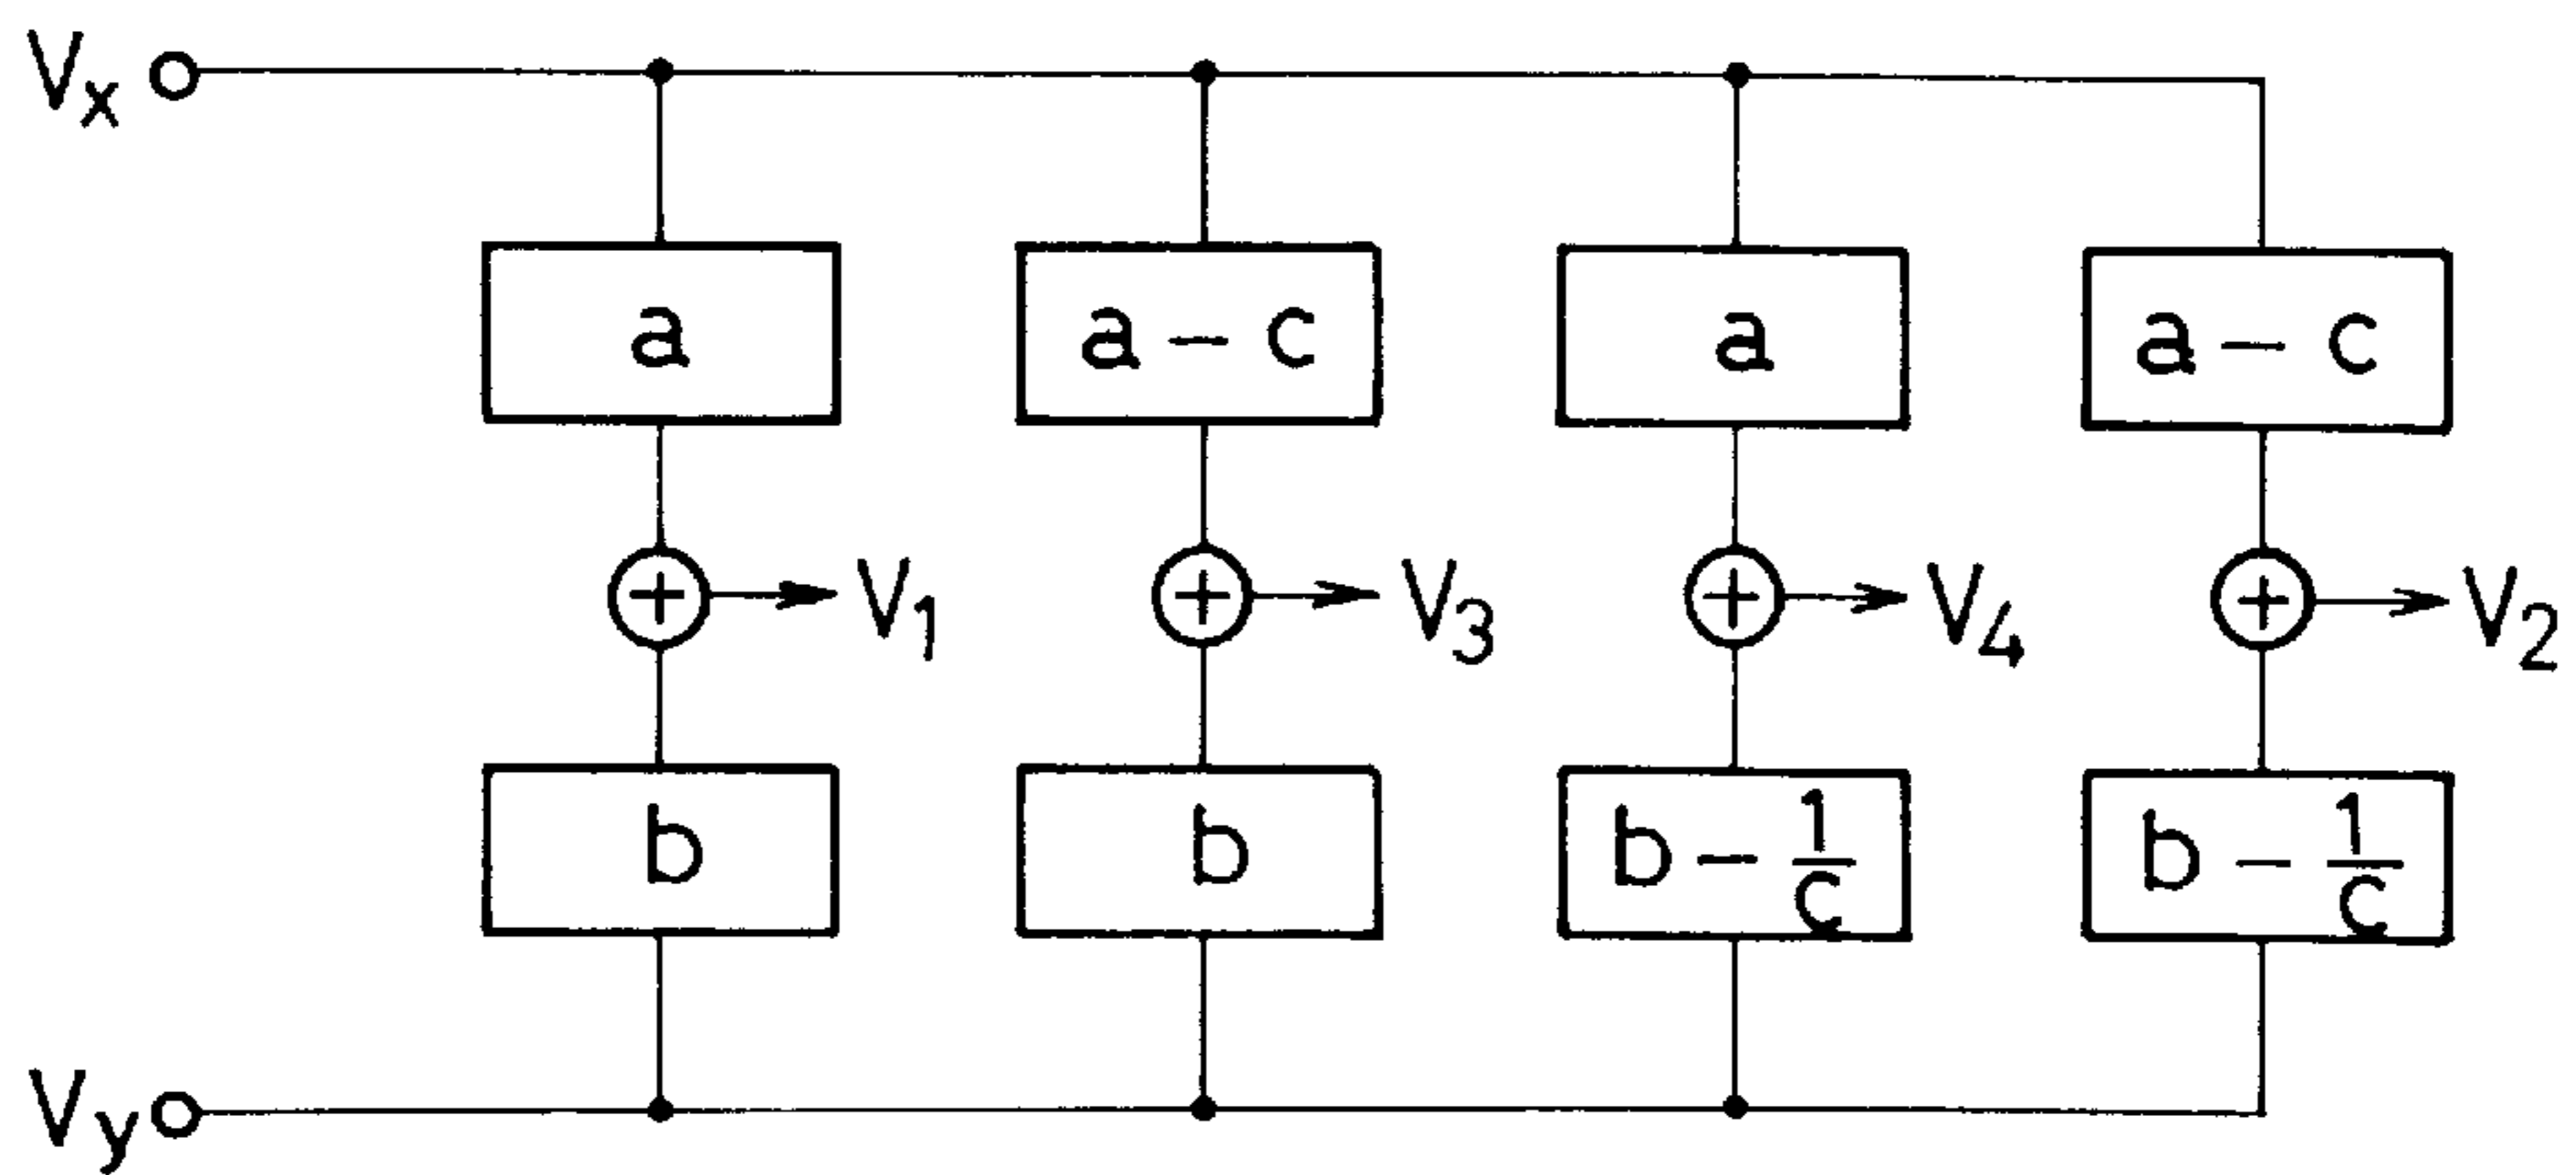 Vx
a
a - c
a
a - c
+ V1
+ V3
+ V4
+ V2
b
b
b - 1/c
b - 1/c
Vy